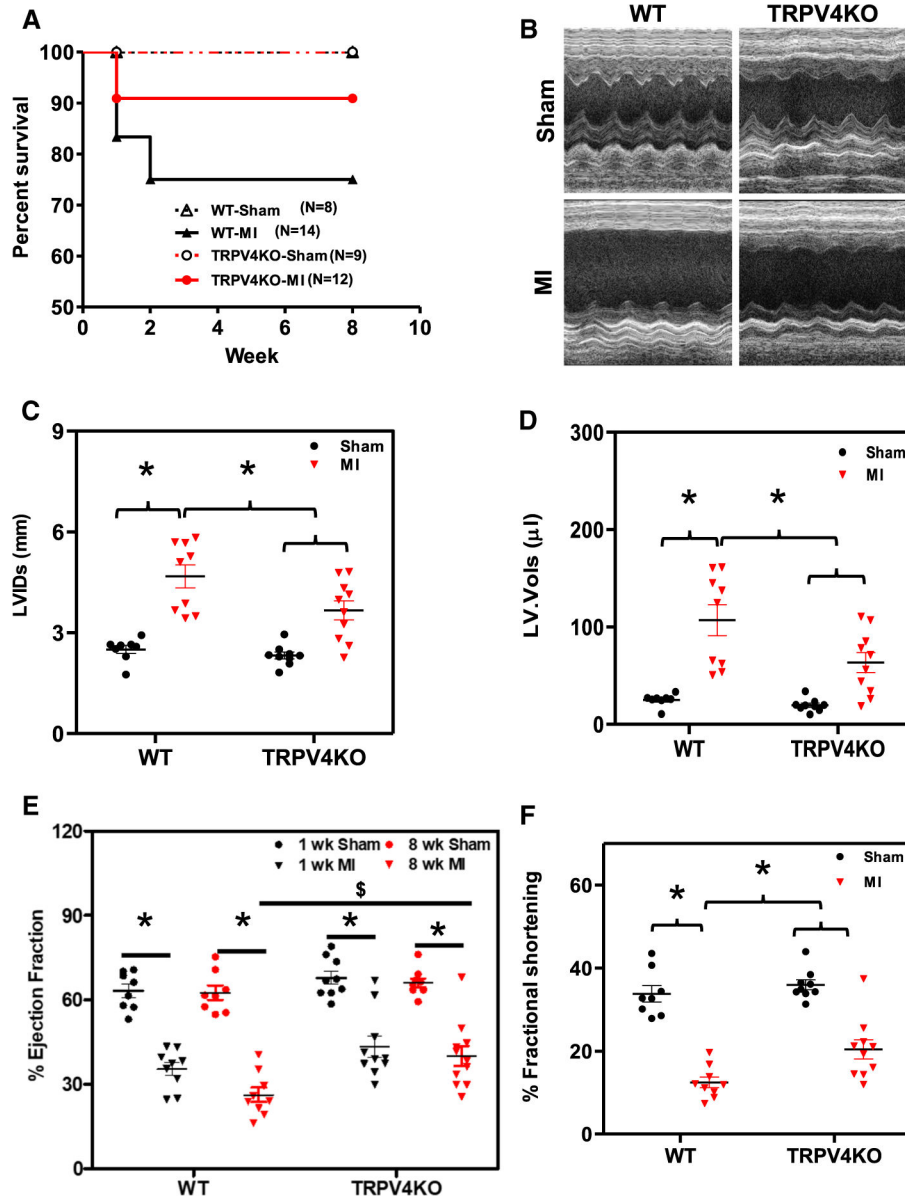 A
Percent survival
100
90
80
70
60
50
0
2
4
6
8
10
Week
WT-Sham (N=8)
WT-MI (N=14)
TRPV4KO-Sham (N=9)
TRPV4KO-MI (N=12)
B
WT
TRPV4KO
Sham
MI
C
LVIDs (mm)
9
6
3
0
Sham
MI
*
*
WT
TRPV4KO
D
LV.Vols (µl)
300
200
100
0
Sham
MI
*
*
WT
TRPV4KO
E
% Ejection Fraction
120
90
60
30
0
1 wk Sham
8 wk Sham
1 wk MI
8 wk MI
$
*
*
*
*
WT
TRPV4KO
F
% Fractional shortening
60
40
20
0
Sham
MI
*
*
WT
TRPV4KO